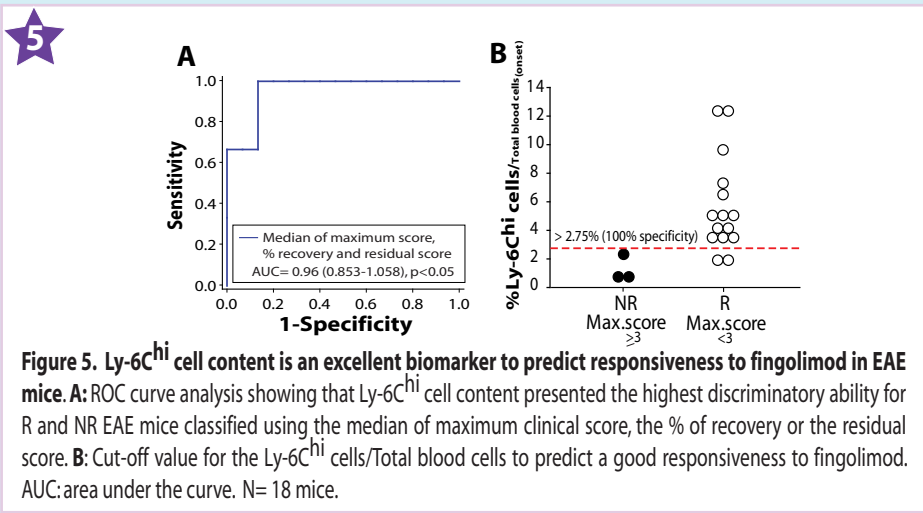 5
A
1.0
0.8
0.6
0.4
0.2
0.0
Sensitivity
Median of maximum score,
% recovery and residual score
AUC= 0.96 (0.853-1.058), p<0.05
0.0 0.2 0.4 0.6 0.8 1.0
1-Specificity
B
%Ly-6Chi cells/Total blood cells(onset)
14
12
10
8
6
4
2
0
> 2.75% (100% specificity)
NR R
Max.score Max.score
≥3 <3
Figure 5. Ly-6Chi cell content is an excellent biomarker to predict responsiveness to fingolimod in EAE
mice. A: ROC curve analysis showing that Ly-6Chi cell content presented the highest discriminatory ability for
R and NR EAE mice classified using the median of maximum clinical score, the % of recovery or the residual
score. B: Cut-off value for the Ly-6Chi cells/Total blood cells to predict a good responsiveness to fingolimod.
AUC: area under the curve. N= 18 mice.